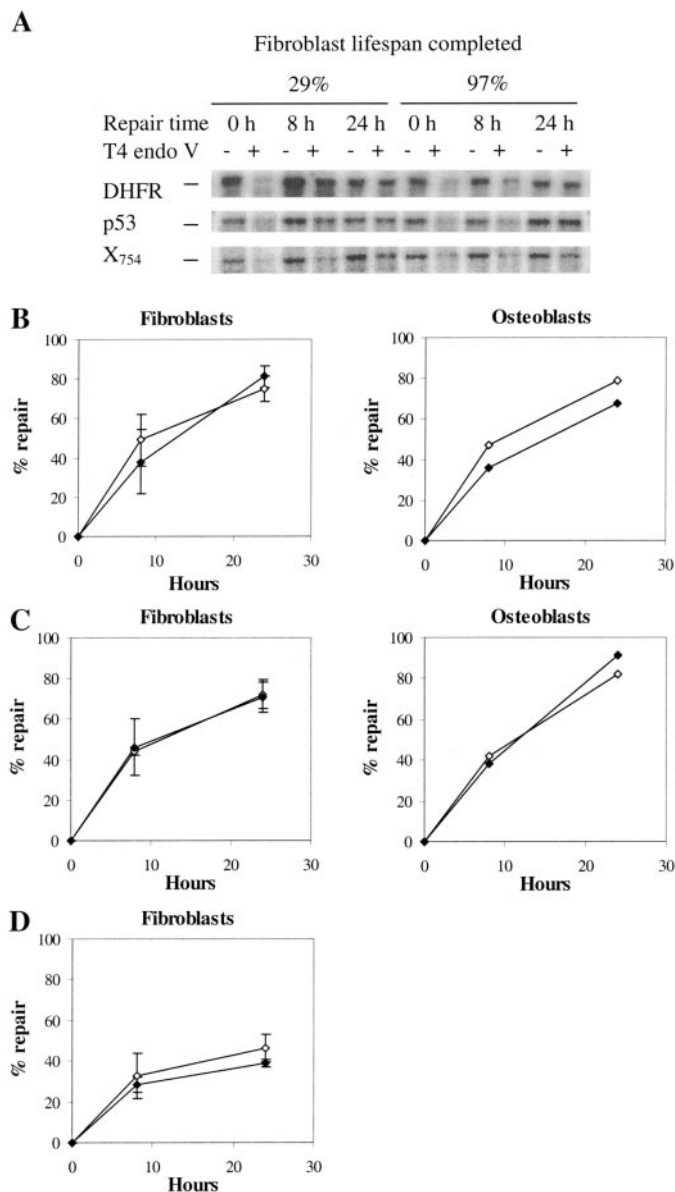 A
Fibroblast lifespan completed
29% 97%
Repair time 0 h 8 h 24 h 0 h 8 h 24 h
T4 endo V - + - + - + - + - + - +
DHFR –
p53 –
X754 –
B
Fibroblasts
% repair
100
80
60
40
20
0
0 10 20 30
Hours
Osteoblasts
% repair
100
80
60
40
20
0
0 10 20 30
Hours
C
Fibroblasts
% repair
100
80
60
40
20
0
0 10 20 30
Hours
Osteoblasts
% repair
100
80
60
40
20
0
0 10 20 30
Hours
D
Fibroblasts
% repair
100
80
60
40
20
0
0 10 20 30
Hours